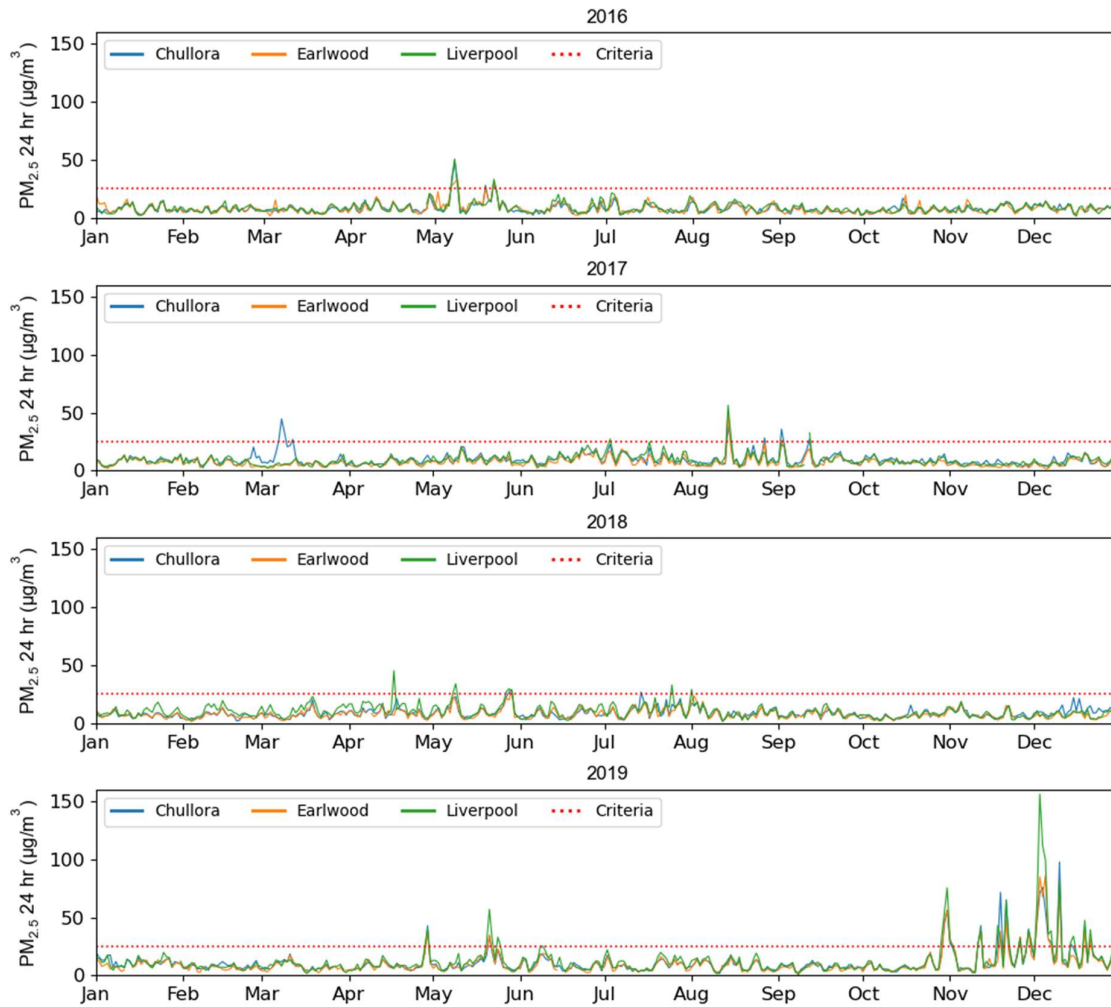 2016
PM2.5 24 hr (µg/m3)
150
100
50
0
Chullora Earlwood Liverpool Criteria
Jan Feb Mar Apr May Jun Jul Aug Sep Oct Nov Dec
2017
PM2.5 24 hr (µg/m3)
150
100
50
0
Chullora Earlwood Liverpool Criteria
Jan Feb Mar Apr May Jun Jul Aug Sep Oct Nov Dec
2018
PM2.5 24 hr (µg/m3)
150
100
50
0
Chullora Earlwood Liverpool Criteria
Jan Feb Mar Apr May Jun Jul Aug Sep Oct Nov Dec
2019
PM2.5 24 hr (µg/m3)
150
100
50
0
Chullora Earlwood Liverpool Criteria
Jan Feb Mar Apr May Jun Jul Aug Sep Oct Nov Dec